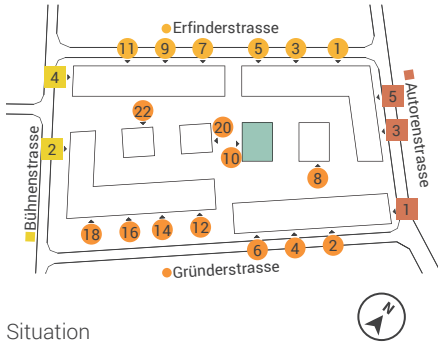 Erfinderstrasse
11 9 7 5 3 1
4
5
Autorenstrasse
22
20
3
2
10
8
Bühnenstrasse
1
18 16 14 12
6 4 2
Gründerstrasse
N
Situation